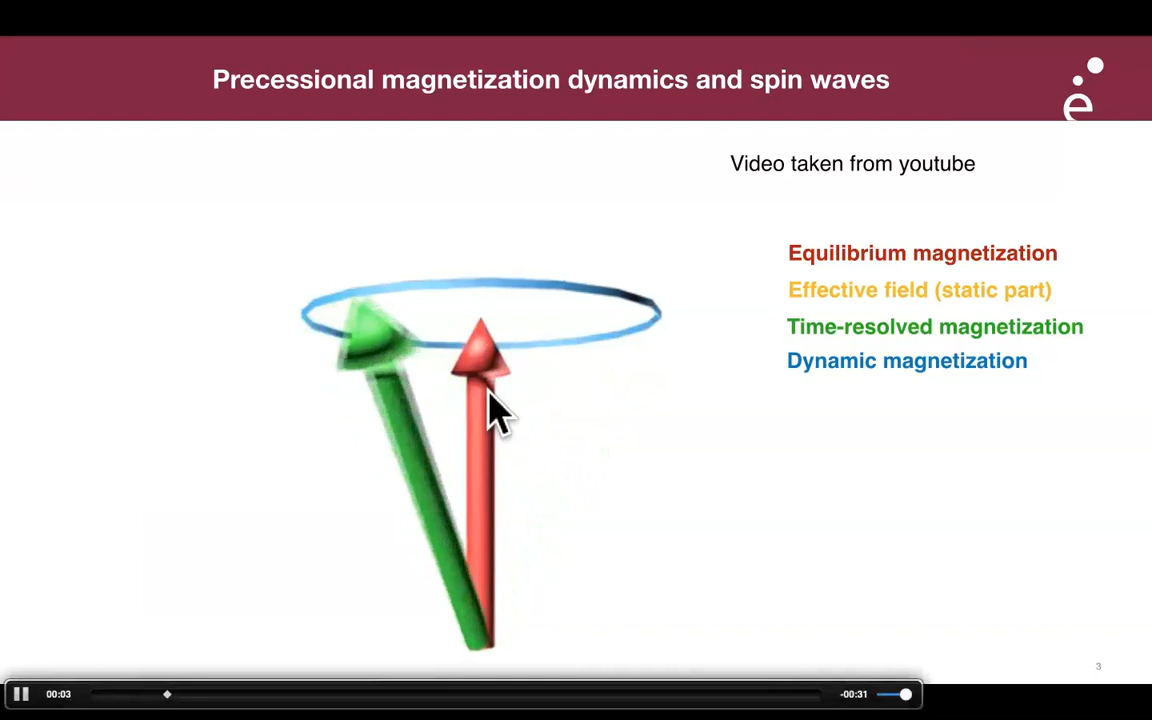 Precessional magnetization dynamics and spin waves
e
Video taken from youtube
Equilibrium magnetization
Effective field (static part)
Time-resolved magnetization
Dynamic magnetization
3
00:03
-00:31